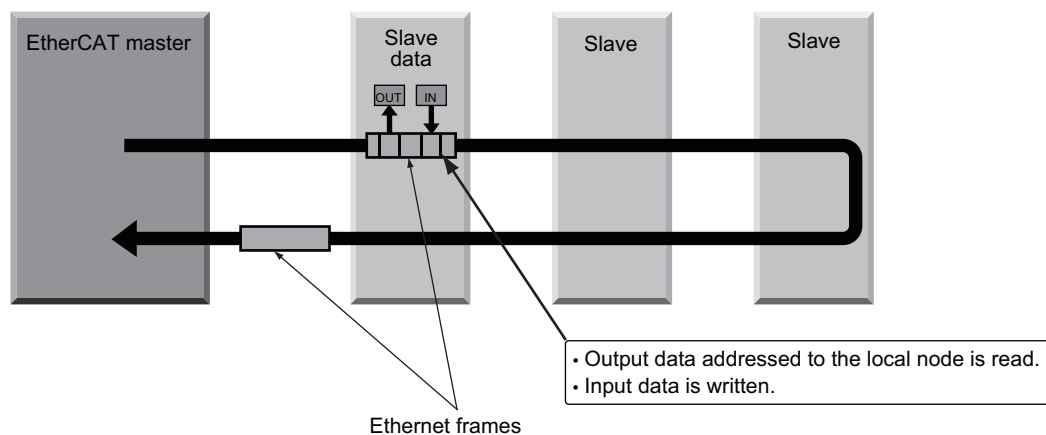 EtherCAT master
Slave
data
Slave
Slave
OUT
IN
• Output data addressed to the local node is read.
• Input data is written.
Ethernet frames